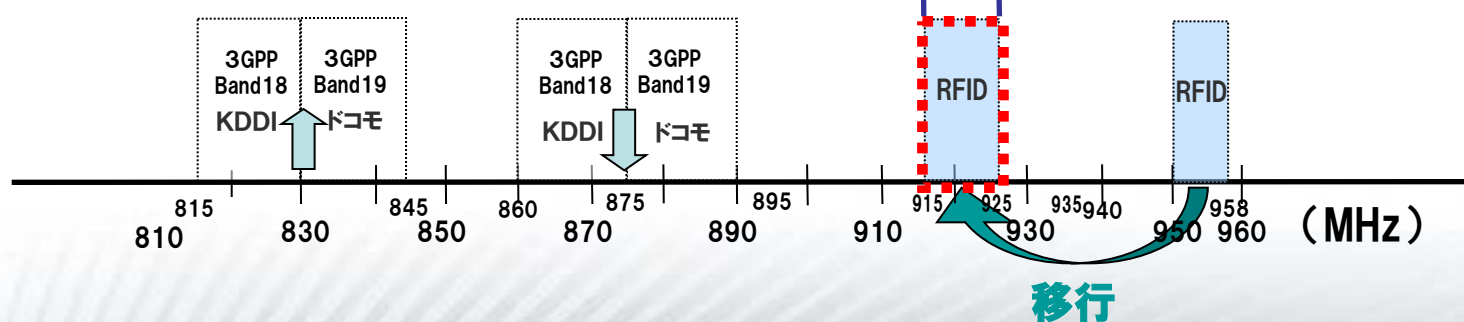 ３GPP
Band18
３GPP
Band19
KDDI
ドコモ
３GPP
Band18
３GPP
Band19
KDDI
ドコモ
RFID
RFID
815
845
860
875
895
915
925
935
940
958
810
830
850
870
890
910
930
950
960
（MHz）
移行